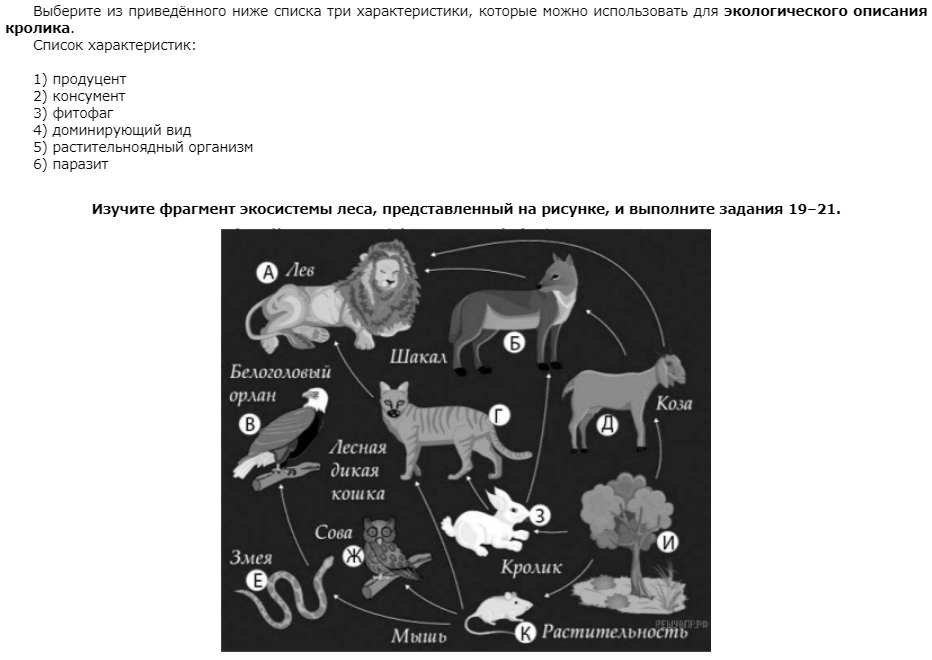 Выберите из приведённого ниже списка три характеристики, которые можно использовать для экологического описания
кролика.
Список характеристик:
1) продуцент
2) консумент
3) фитофаг
4) доминирующий вид
5) растительноядный организм
6) паразит
Изучите фрагмент экосистемы леса, представленный на рисунке, и выполните задания 19–21.
А Лев
Шакал
Б
Белоголовый
орлан
В
Г
Коза
Д
Лесная
дикая
кошка
З
Кролик
И
Сова
Ж
Змея
Е
Мышь
К
Растительность
РЕШУВПР.РФ